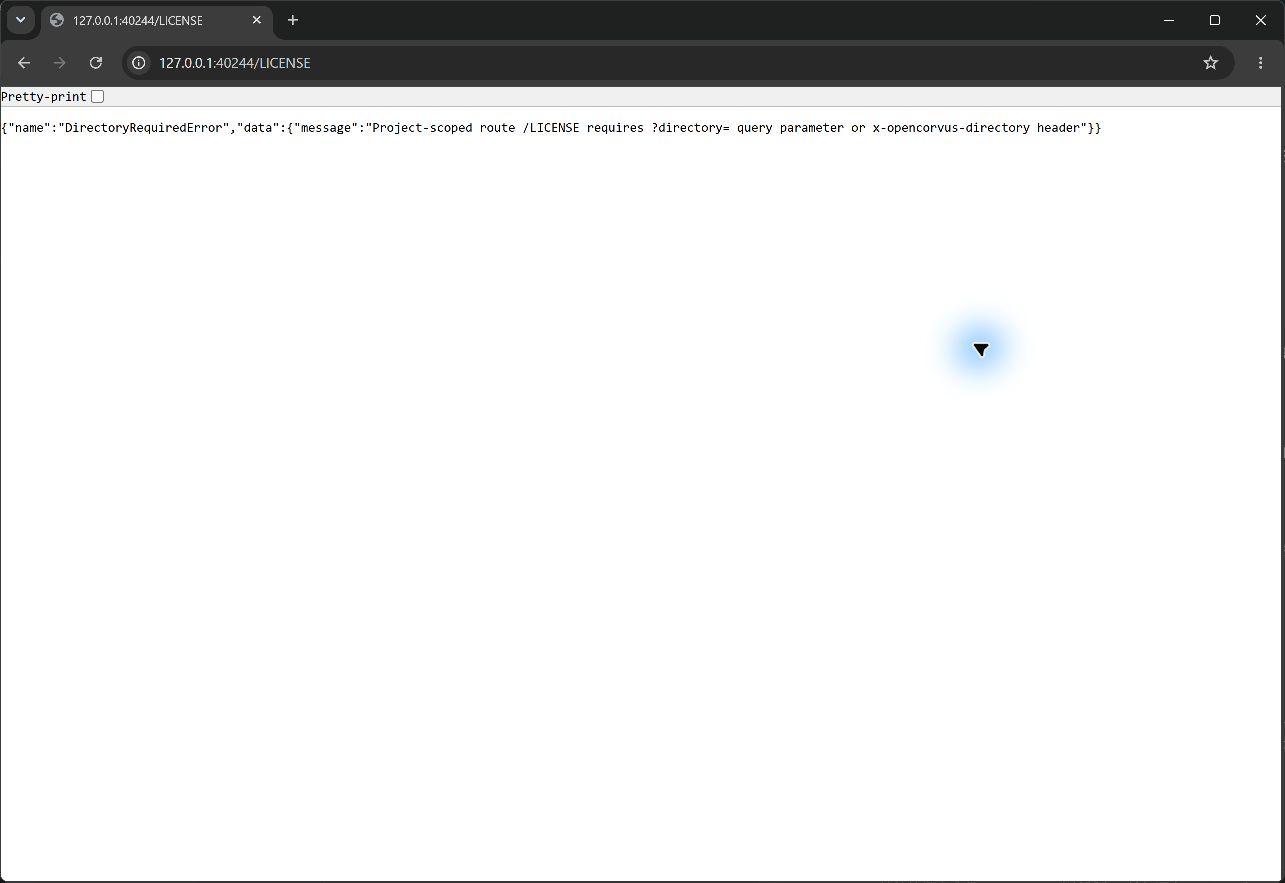 127.0.0.1:40244/LICENSE
127.0.0.1:40244/LICENSE
Pretty-print
{"name":"DirectoryRequiredError","data":{"message":"Project-scoped route /LICENSE requires ?directory= query parameter or x-opencorvus-directory header"}}